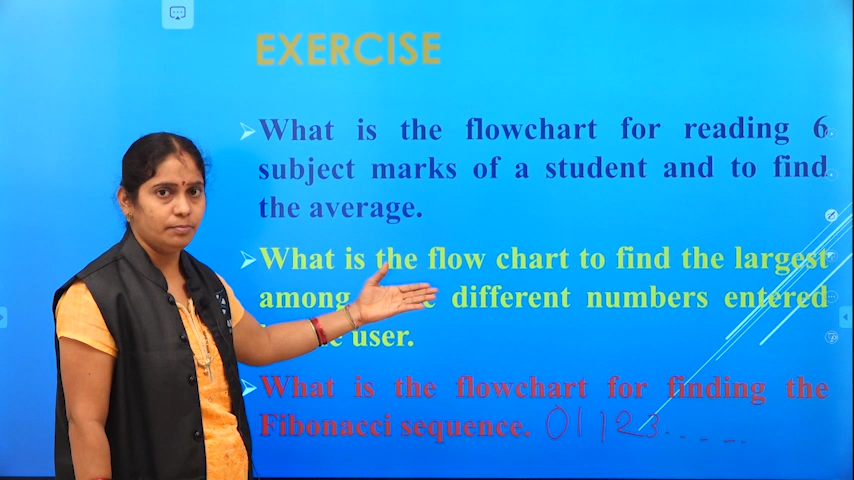 EXERCISE
What is the flowchart for reading 6
subject marks of a student and to find
the average.
What is the flow chart to find the largest
among different numbers entered
user.
What is the flowchart for finding the
Fibonacci sequence. 0 1 1 2 3 . . . . .